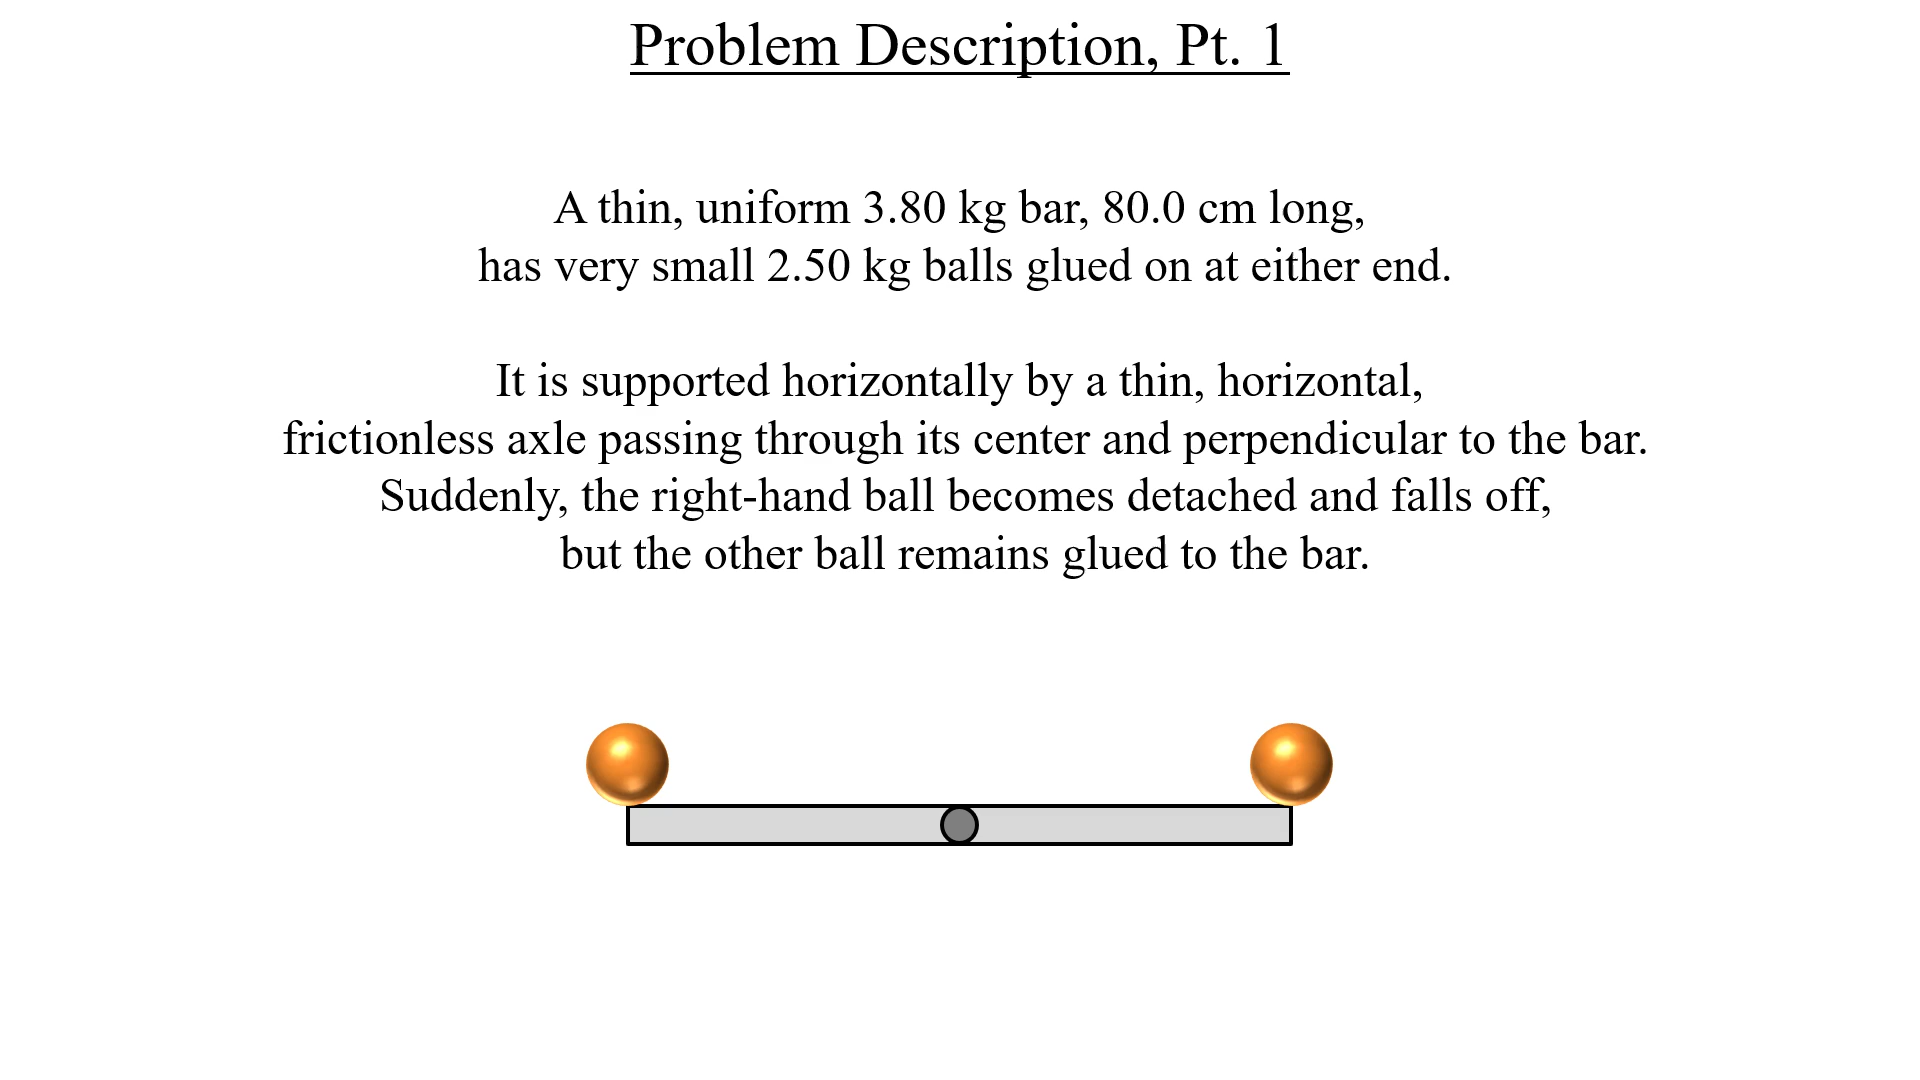 Problem Description, Pt. 1
A thin, uniform 3.80 kg bar, 80.0 cm long,
has very small 2.50 kg balls glued on at either end.
It is supported horizontally by a thin, horizontal,
frictionless axle passing through its center and perpendicular to the bar.
Suddenly, the right-hand ball becomes detached and falls off,
but the other ball remains glued to the bar.